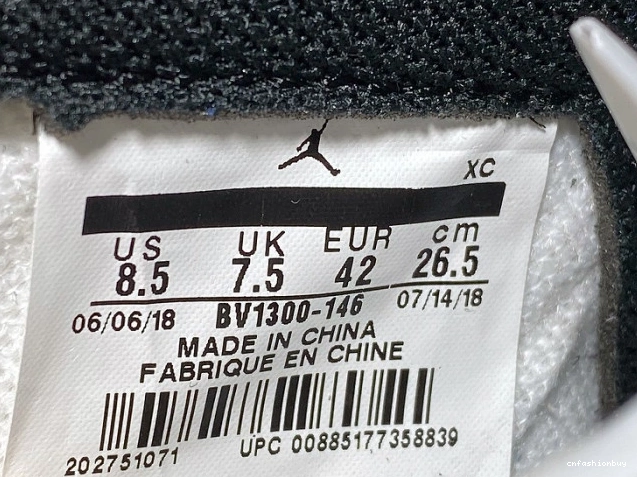 XC
US UK EUR cm
8.5 7.5 42 26.5
06/06/18 BV1300-146 07/14/18
MADE IN CHINA
FABRIQUE EN CHINE
202751071 UPC 00885177358839
cnfashionbuy